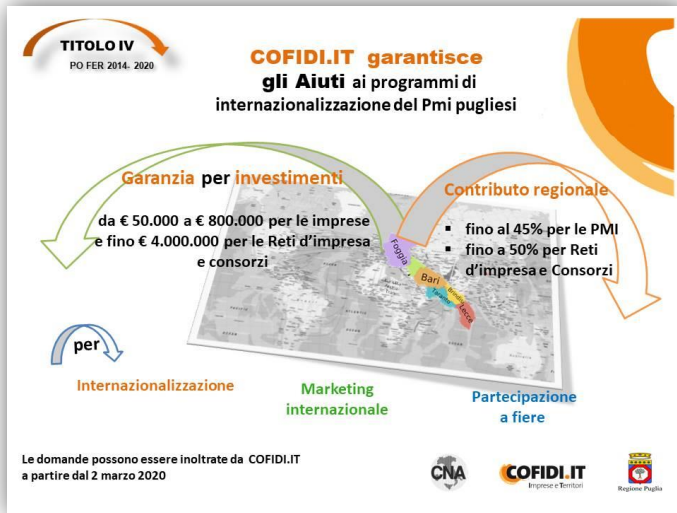 TITOLO IV
PO FER 2014- 2020
COFIDI.IT garantisce
gli Aiuti ai programmi di
internazionalizzazione del Pmi pugliesi
Garanzia per investimenti
da € 50.000 a € 800.000 per le imprese
e fino € 4.000.000 per le Reti d'impresa
e consorzi
Contributo regionale
▪ fino al 45% per le PMI
▪ fino a 50% per Reti
d'impresa e Consorzi
Foggia
Bari
Brindisi
Taranto
Lecce
per
Internazionalizzazione
Marketing
internazionale
Partecipazione
a fiere
Le domande possono essere inoltrate da COFIDI.IT
a partire dal 2 marzo 2020
CNA
COFIDI.IT
Imprese e Territori
Regione Puglia